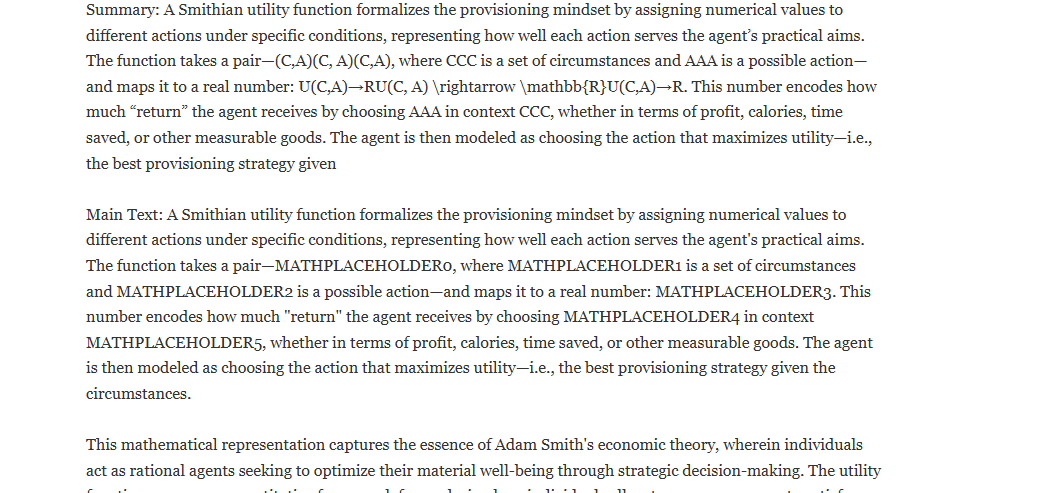 Summary: A Smithian utility function formalizes the provisioning mindset by assigning numerical values to
different actions under specific conditions, representing how well each action serves the agent’s practical aims.
The function takes a pair—(C,A)(C, A)(C,A), where CCC is a set of circumstances and AAA is a possible action—
and maps it to a real number: U(C,A)→RU(C, A) \rightarrow \mathbb{R}U(C,A)→R. This number encodes how
much “return” the agent receives by choosing AAA in context CCC, whether in terms of profit, calories, time
saved, or other measurable goods. The agent is then modeled as choosing the action that maximizes utility—i.e.,
the best provisioning strategy given
Main Text: A Smithian utility function formalizes the provisioning mindset by assigning numerical values to
different actions under specific conditions, representing how well each action serves the agent's practical aims.
The function takes a pair—MATHPLACEHOLDER0, where MATHPLACEHOLDER1 is a set of circumstances
and MATHPLACEHOLDER2 is a possible action—and maps it to a real number: MATHPLACEHOLDER3. This
number encodes how much "return" the agent receives by choosing MATHPLACEHOLDER4 in context
MATHPLACEHOLDER5, whether in terms of profit, calories, time saved, or other measurable goods. The agent
is then modeled as choosing the action that maximizes utility—i.e., the best provisioning strategy given the
circumstances.
This mathematical representation captures the essence of Adam Smith's economic theory, wherein individuals
act as rational agents seeking to optimize their material well-being through strategic decision-making. The utility